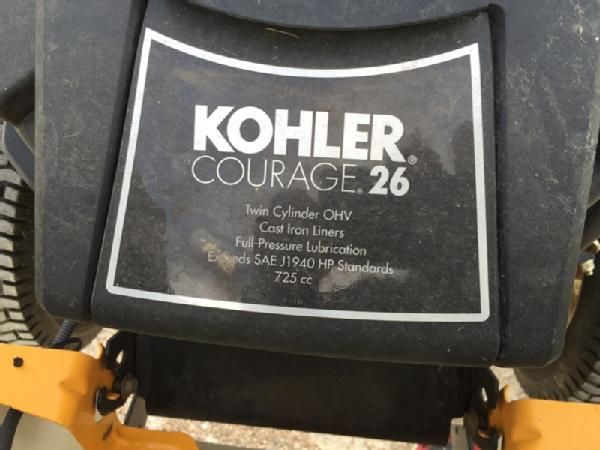 KOHLER®
COURAGE® 26
Twin Cylinder OHV
Cast Iron Liners
Full-Pressure Lubrication
Exceeds SAE J1940 HP Standards
725 cc